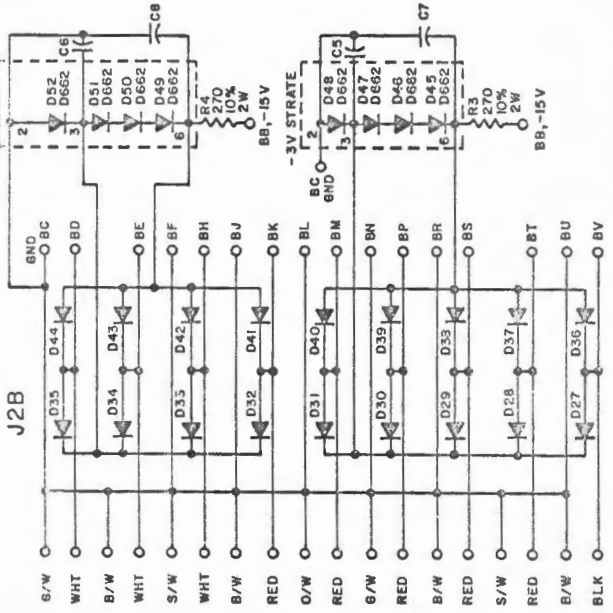 J2B
GND BC
BD
BE
BF
BH
BJ
BK
BL
BM
BN
BP
BR
BS
BT
BU
BV
D35
D44
D34
D43
D33
D42
D32
D41
D31
D40
D30
D39
D29
D38
D28
D37
D27
D36
G/W
WHT
B/W
WHT
S/W
WHT
B/W
RED
O/W
RED
G/W
RED
B/W
RED
S/W
RED
B/W
BLK
C6
C8
2
D52
D662
3
D51
D662
D50
D662
D49
D662
6
R4
270
10%
2W
BB,-15V
-3V STRATE
BC
GND
C5
C7
2
D48
D662
3
D47
D662
D46
D682
D45
D662
6
R3
270
10%
2W
BB,-15V